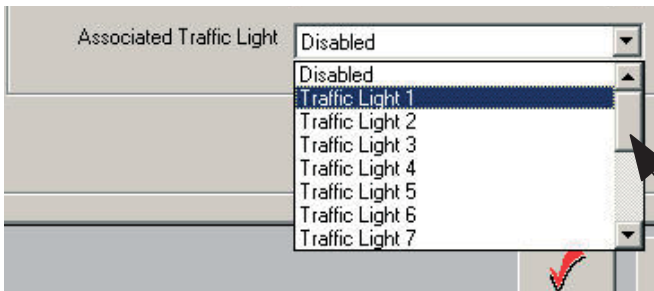 Associated Traffic Light Disabled
Disabled
Traffic Light 1
Traffic Light 2
Traffic Light 3
Traffic Light 4
Traffic Light 5
Traffic Light 6
Traffic Light 7